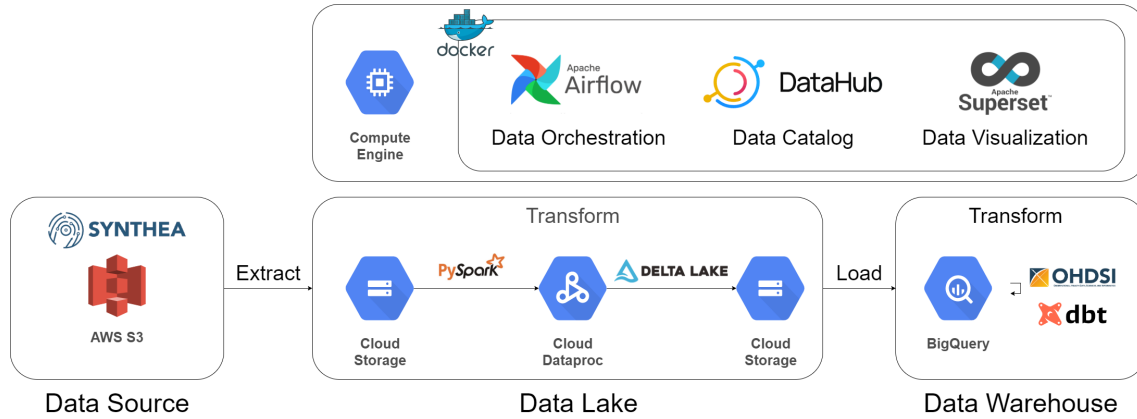 docker
Apache
Airflow
DataHub
Apache
Superset™
Compute
Engine
Data Orchestration
Data Catalog
Data Visualization
SYNTHEA
AWS S3
Extract
Transform
PySpark
DELTA LAKE
Cloud
Storage
Cloud
Dataproc
Cloud
Storage
Load
Transform
BigQuery
OHDSI
dbt
Data Source
Data Lake
Data Warehouse